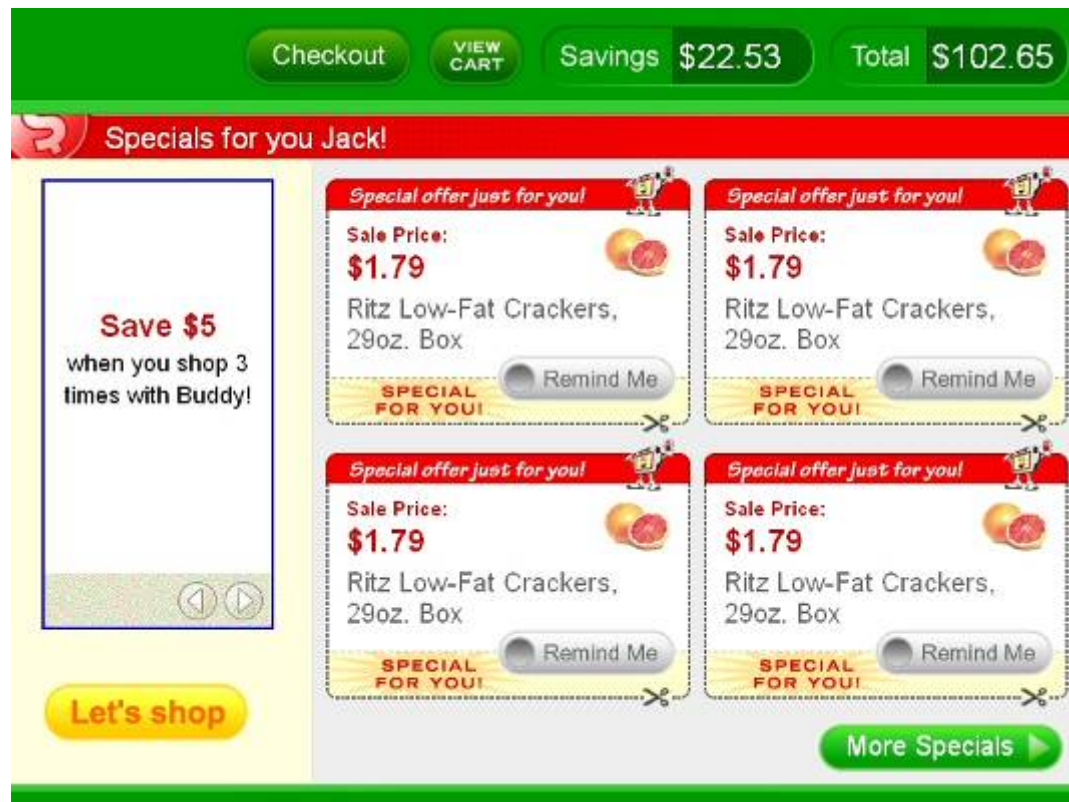 Checkout
VIEW
CART
Savings $22.53
Total $102.65
Specials for you Jack!
Save $5
when you shop 3
times with Buddy!
Let's shop
Special offer just for you!
Sale Price:
$1.79
Ritz Low-Fat Crackers,
29oz. Box
Remind Me
SPECIAL
FOR YOU!
Special offer just for you!
Sale Price:
$1.79
Ritz Low-Fat Crackers,
29oz. Box
Remind Me
SPECIAL
FOR YOU!
Special offer just for you!
Sale Price:
$1.79
Ritz Low-Fat Crackers,
29oz. Box
Remind Me
SPECIAL
FOR YOU!
Special offer just for you!
Sale Price:
$1.79
Ritz Low-Fat Crackers,
29oz. Box
Remind Me
SPECIAL
FOR YOU!
More Specials